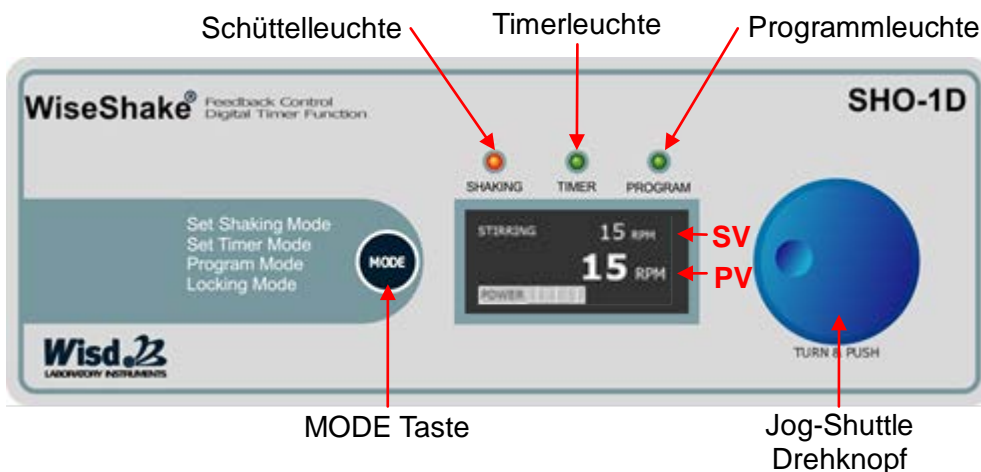 Schüttelleuchte Timerleuchte Programmleuchte
WiseShake® Feedback Control
Digital Timer Function
SHO-1D
SHAKING TIMER PROGRAM
Set Shaking Mode
Set Timer Mode
Program Mode
Locking Mode
MODE
STIRRING 15 RPM
SV
15 RPM
PV
POWER
TURN & PUSH
Wisd
LABORATORY INSTRUMENTS
MODE Taste
Jog-Shuttle
Drehknopf